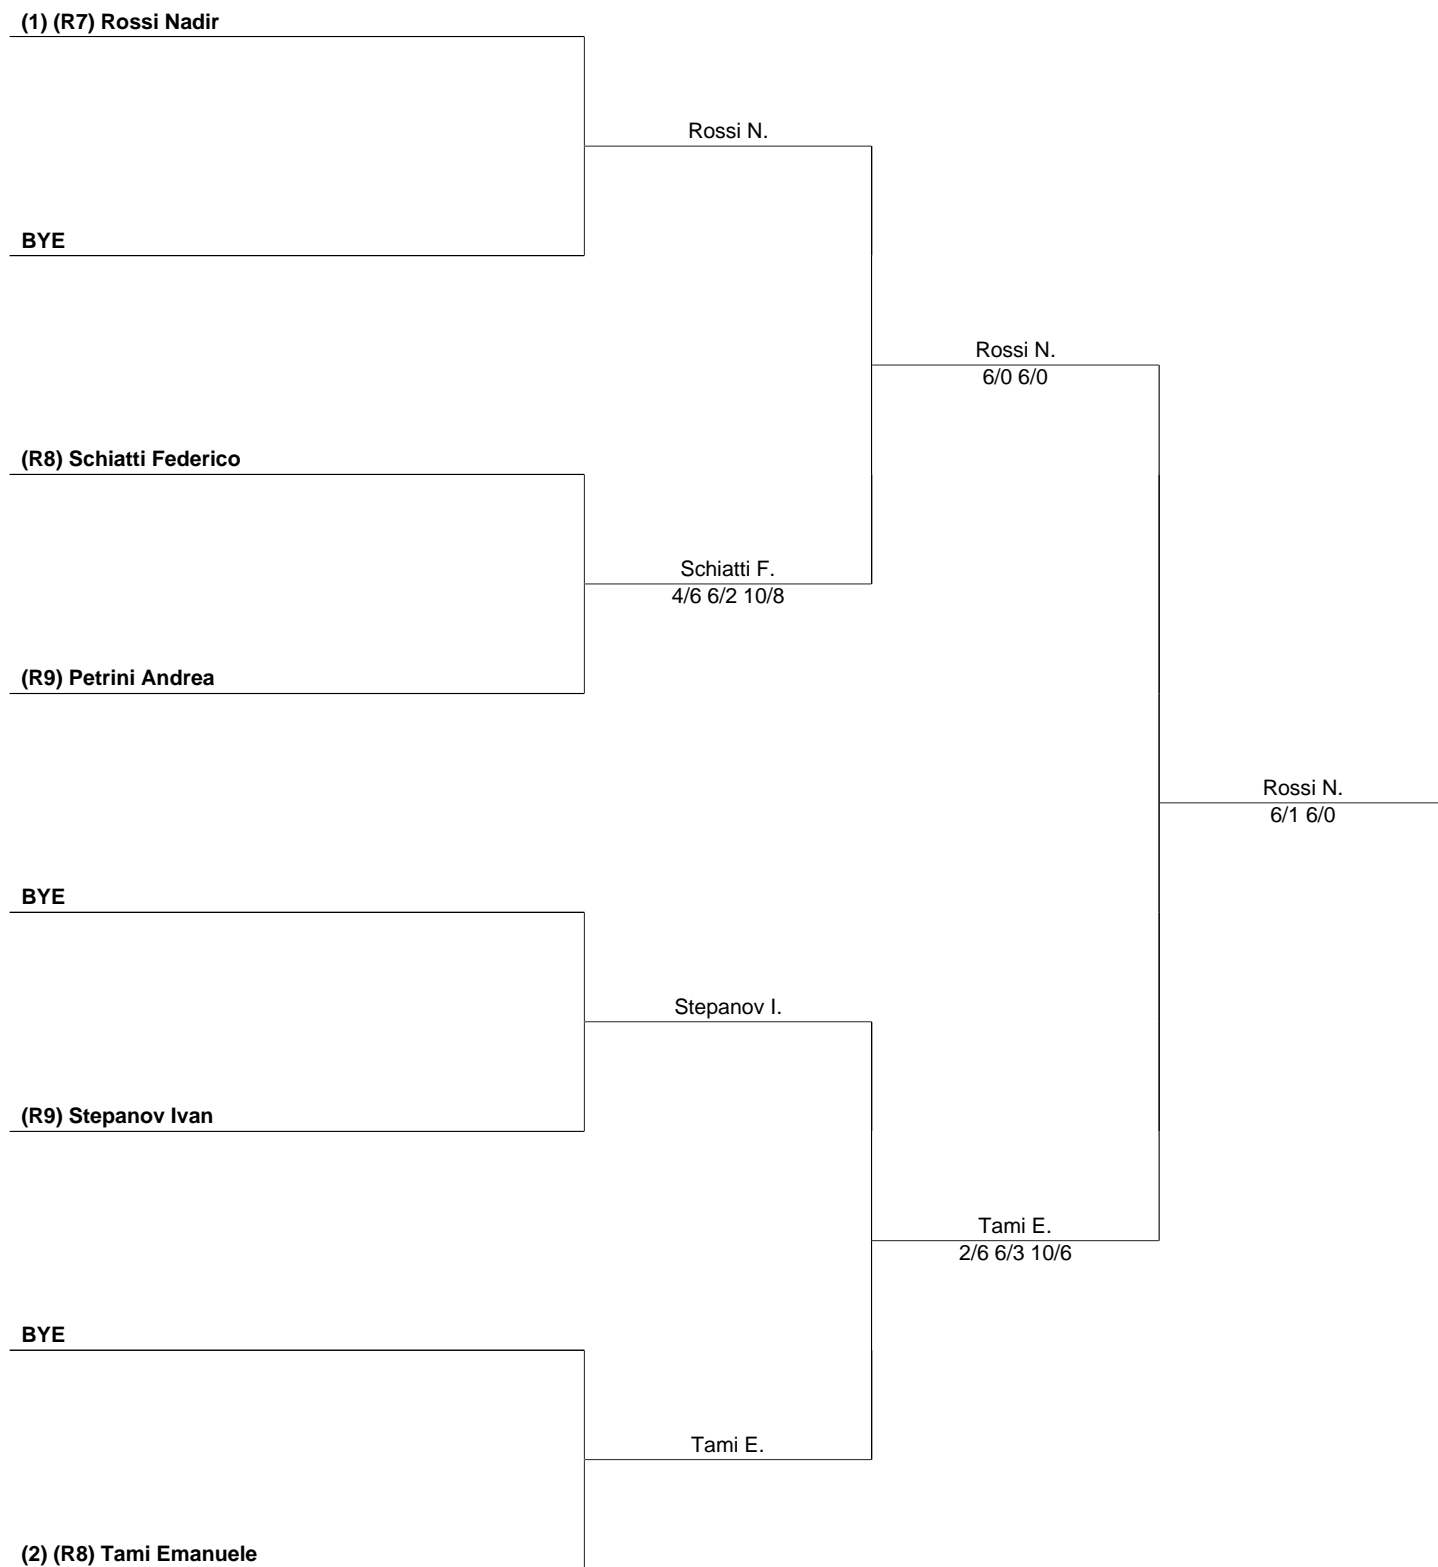 (1) (R7) Rossi Nadir
Rossi N.
BYE
Rossi N.
6/0 6/0
(R8) Schiatti Federico
Schiatti F.
4/6 6/2 10/8
(R9) Petrini Andrea
Rossi N.
6/1 6/0
BYE
Stepanov I.
(R9) Stepanov Ivan
Tami E.
2/6 6/3 10/6
BYE
Tami E.
(2) (R8) Tami Emanuele